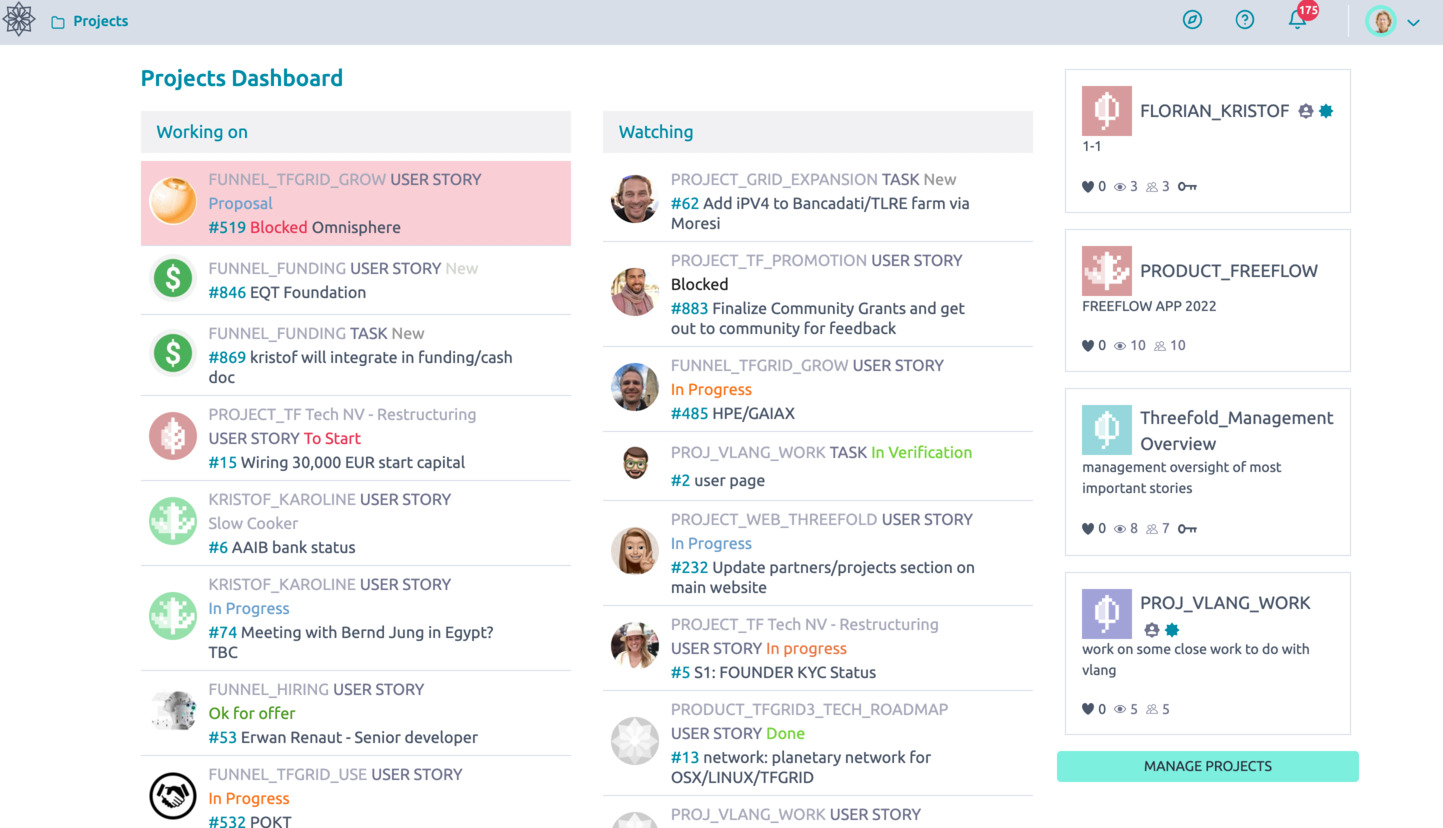 Projects
175
Projects Dashboard
Working on
FUNNEL_TFGRID_GROW USER STORY
Proposal
#519 Blocked Omnisphere
FUNNEL_FUNDING USER STORY New
#846 EQT Foundation
FUNNEL_FUNDING TASK New
#869 kristof will integrate in funding/cash
doc
PROJECT_TF Tech NV - Restructuring
USER STORY To Start
#15 Wiring 30,000 EUR start capital
KRISTOF_KAROLINE USER STORY
Slow Cooker
#6 AAIB bank status
KRISTOF_KAROLINE USER STORY
In Progress
#74 Meeting with Bernd Jung in Egypt?
TBC
FUNNEL_HIRING USER STORY
Ok for offer
#53 Erwan Renaut - Senior developer
FUNNEL_TFGRID_USE USER STORY
In Progress
#532 POKT
Watching
PROJECT_GRID_EXPANSION TASK New
#62 Add iPV4 to Bancadati/TLRE farm via
Moresi
PROJECT_TF_PROMOTION USER STORY
Blocked
#883 Finalize Community Grants and get
out to community for feedback
FUNNEL_TFGRID_GROW USER STORY
In Progress
#485 HPE/GAIAX
PROJ_VLANG_WORK TASK In Verification
#2 user page
PROJECT_WEB_THREEFOLD USER STORY
In Progress
#232 Update partners/projects section on
main website
PROJECT_TF Tech NV - Restructuring
USER STORY In progress
#5 S1: FOUNDER KYC Status
PRODUCT_TFGRID3_TECH_ROADMAP
USER STORY Done
#13 network: planetary network for
OSX/LINUX/TFGRID
PROJ_VLANG_WORK USER STORY
FLORIAN_KRISTOF
1-1
0 3 3
PRODUCT_FREEFLOW
FREEFLOW APP 2022
0 10 10
Threefold_Management
Overview
management oversight of most
important stories
0 8 7
PROJ_VLANG_WORK
work on some close work to do with
vlang
0 5 5
MANAGE PROJECTS